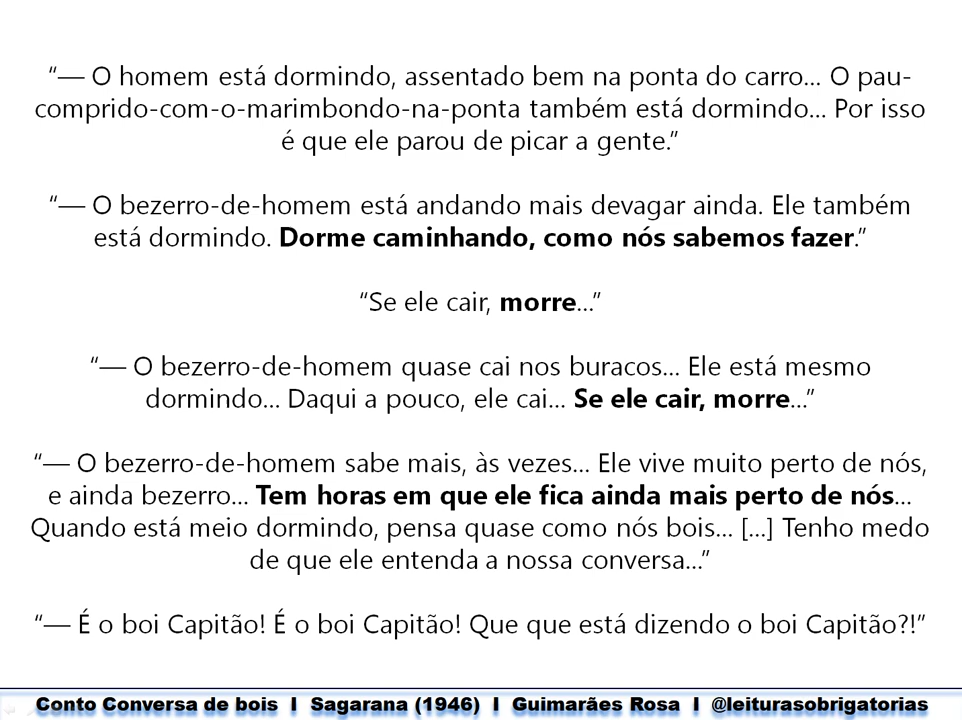 “— O homem está dormindo, assentado bem na ponta do carro... O pau-
comprido-com-o-marimbondo-na-ponta também está dormindo... Por isso
é que ele parou de picar a gente.”
“— O bezerro-de-homem está andando mais devagar ainda. Ele também
está dormindo. Dorme caminhando, como nós sabemos fazer.”
“Se ele cair, morre...”
“— O bezerro-de-homem quase cai nos buracos... Ele está mesmo
dormindo... Daqui a pouco, ele cai... Se ele cair, morre...”
“— O bezerro-de-homem sabe mais, às vezes... Ele vive muito perto de nós,
e ainda bezerro... Tem horas em que ele fica ainda mais perto de nós...
Quando está meio dormindo, pensa quase como nós bois... [...] Tenho medo
de que ele entenda a nossa conversa...”
“— É o boi Capitão! É o boi Capitão! Que que está dizendo o boi Capitão?!”
Conto Conversa de bois I Sagarana (1946) I Guimarães Rosa I @leiturasobrigatorias